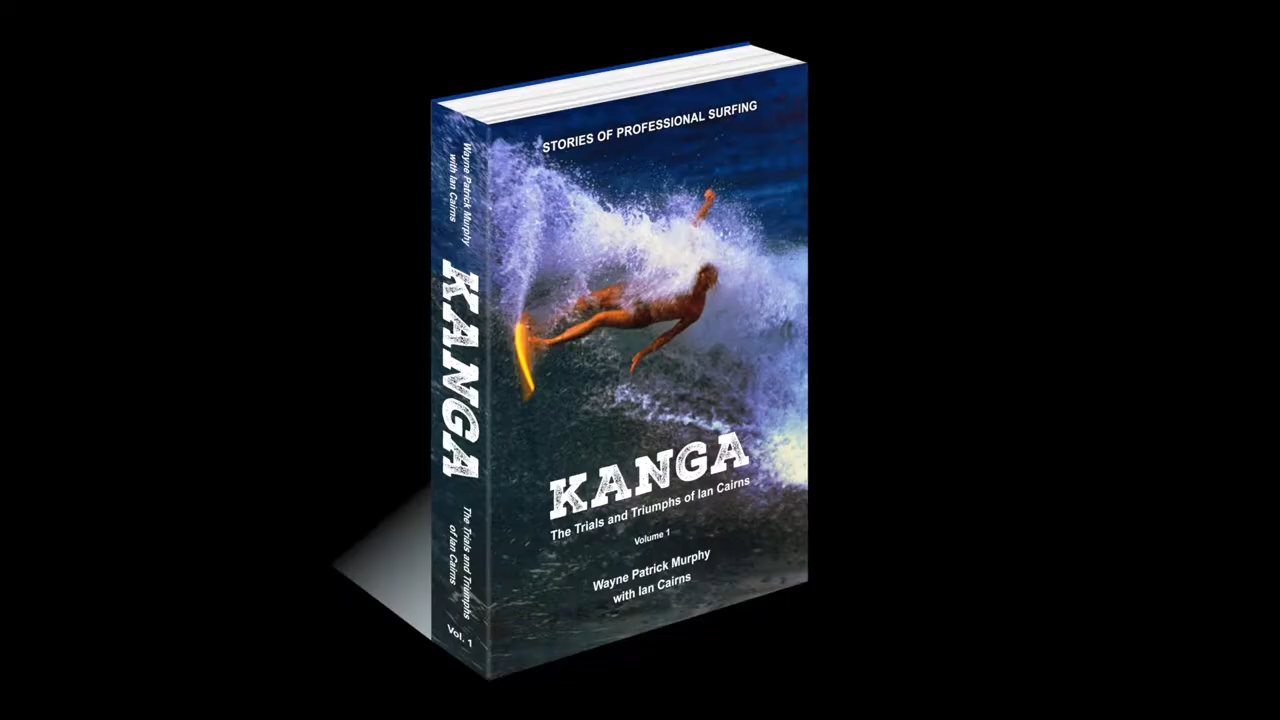 Wayne Patrick Murphy
with Ian Cairns
KANGA
The Trials and Triumphs
of Ian Cairns
Vol. 1
STORIES OF PROFESSIONAL SURFING
KANGA
The Trials and Triumphs of Ian Cairns
Volume 1
Wayne Patrick Murphy
with Ian Cairns